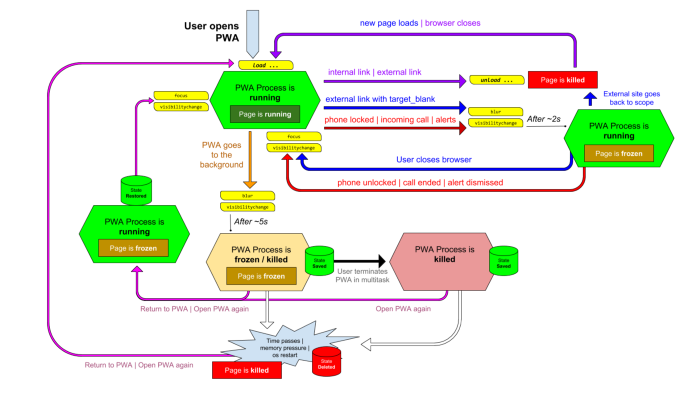 new page loads | browser closes
User opens
PWA
Load ...
internal link | external link
unload ...
Page is killed
External site goes
back to scope
PWA Process is
running
Page is running
focus
visibilitychange
external link with target_blank
blur
visibilitychange
After ~2s
phone locked | incoming call | alerts
PWA Process is
running
Page is frozen
focus
visibilitychange
PWA goes
to the
background
User closes browser
phone unlocked | call ended | alert dismissed
State
Restored
blur
visibilitychange
After ~5s
PWA Process is
running
Page is frozen
PWA Process is
frozen / killed
Page is frozen
State
Saved
User terminates
PWA in multitask
PWA Process is
killed
State
Saved
Return to PWA | Open PWA again
Open PWA again
Time passes |
memory pressure |
os restart
State
Deleted
Page is killed
Return to PWA | Open PWA again